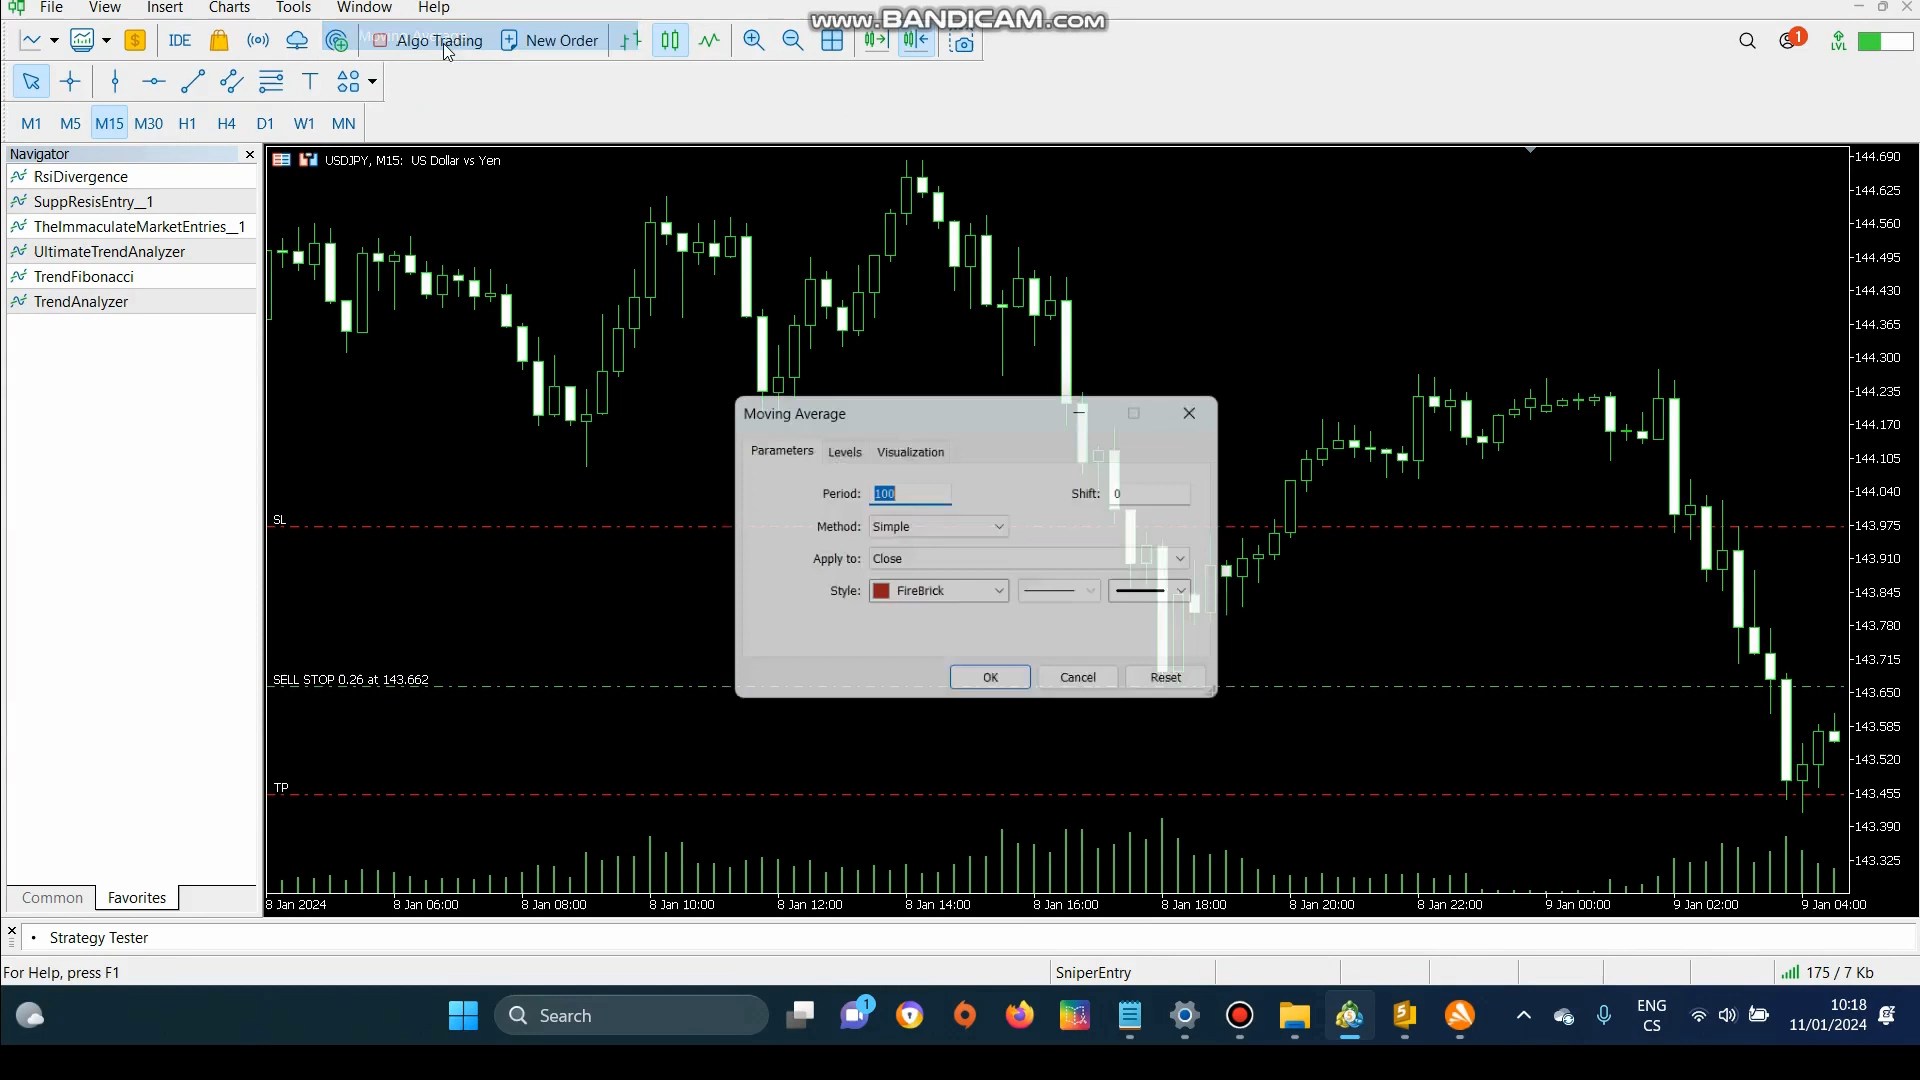 File View Insert Charts Tools Window Help
www.BANDICAM.com
IDE Algo Trading New Order
1
LVL
M1 M5 M15 M30 H1 H4 D1 W1 MN
Navigator
RsiDivergence
SuppResisEntry__1
TheImmaculateMarketEntries__1
UltimateTrendAnalyzer
TrendFibonacci
TrendAnalyzer
Common Favorites
USDJPY, M15: US Dollar vs Yen
SL
SELL STOP 0.26 at 143.662
TP
144.690
144.625
144.560
144.495
144.430
144.365
144.300
144.235
144.170
144.105
144.040
143.975
143.910
143.845
143.780
143.715
143.650
143.585
143.520
143.455
143.390
143.325
Moving Average
Parameters Levels Visualization
Period: 100 Shift: 0
Method: Simple
Apply to: Close
Style: FireBrick
OK Cancel Reset
8 Jan 2024 8 Jan 06:00 8 Jan 08:00 8 Jan 10:00 8 Jan 12:00 8 Jan 14:00 8 Jan 16:00 8 Jan 18:00 8 Jan 20:00 8 Jan 22:00 9 Jan 00:00 9 Jan 02:00 9 Jan 04:00
Strategy Tester
For Help, press F1 SniperEntry 175 / 7 Kb
Search
1
ENG
CS
10:18
11/01/2024